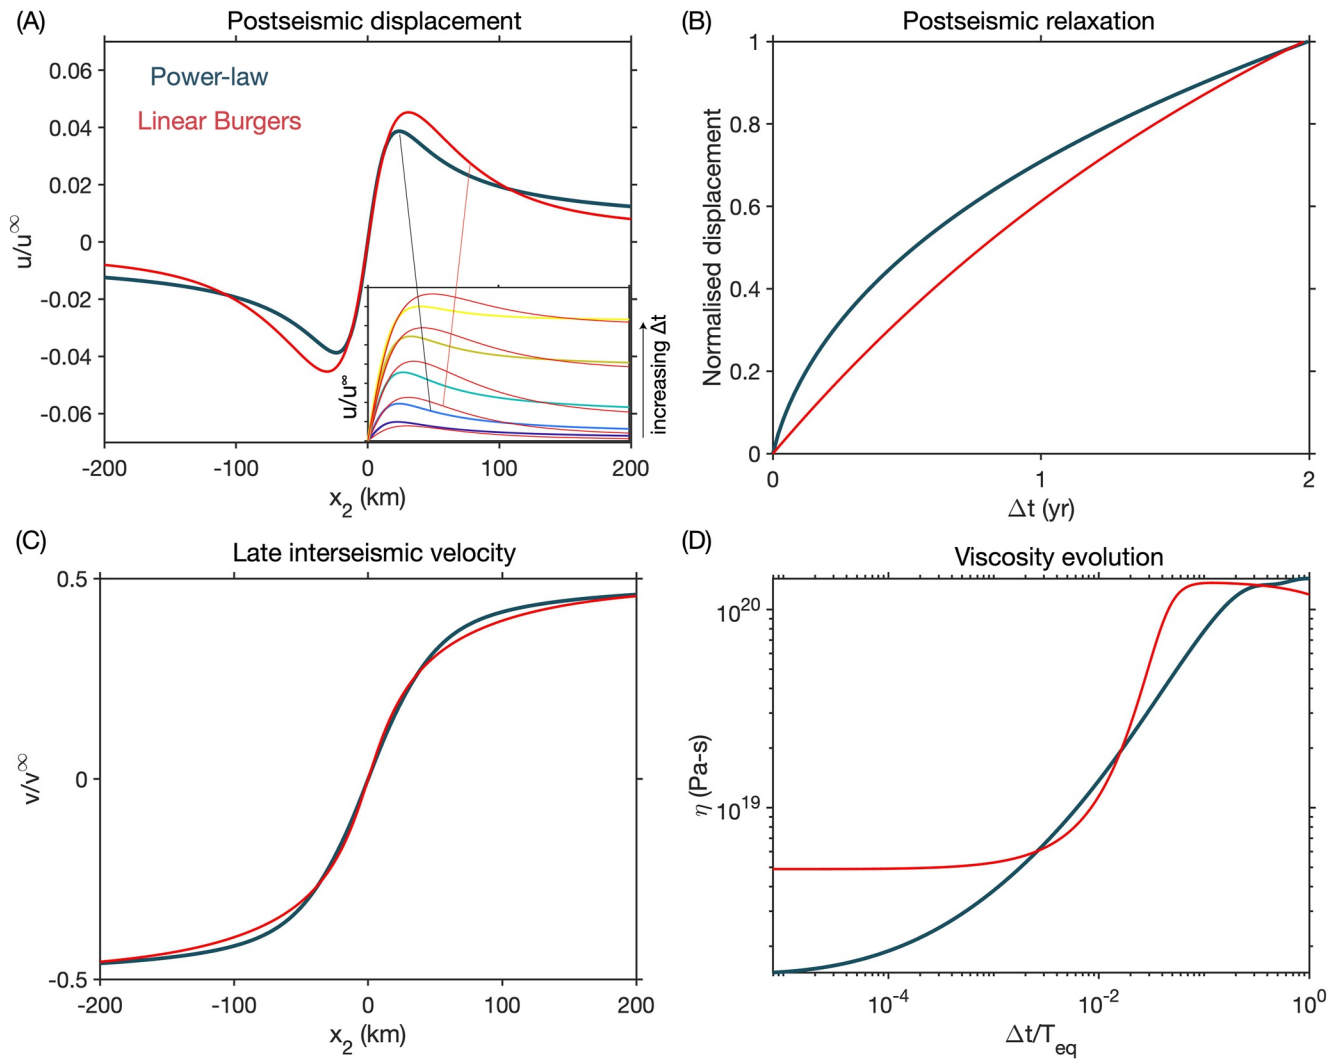 (A)
Postseismic displacement
Power-law
Linear Burgers
0.06
0.04
0.02
0
-0.02
-0.04
-0.06
u/u∞
u/u∞
increasing Δt
-200
-100
0
100
200
x2 (km)
(B)
Postseismic relaxation
1
0.8
0.6
0.4
0.2
0
Normalised displacement
0
1
2
Δt (yr)
(C)
Late interseismic velocity
0.5
0
-0.5
v/v∞
-200
-100
0
100
200
x2 (km)
(D)
Viscosity evolution
10^20
10^19
η (Pa-s)
10^-4
10^-2
10^0
Δt/Teq